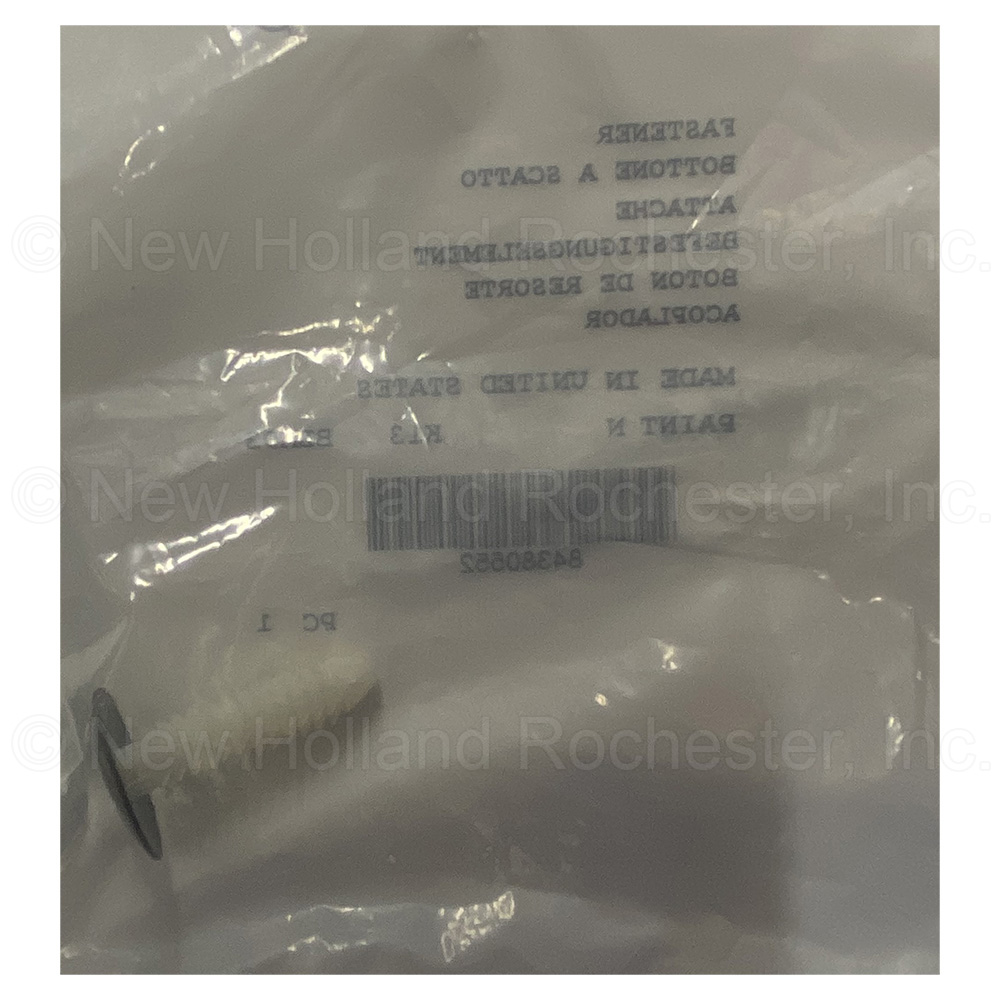 FASTENER
BOTTONE A SCATTO
ATTACHE
BEFESTIGUNGSELEMENT
© New Holland Rochester, Inc.
BOTON DE RESORTE
ACOPLADOR
MADE IN UNITED STATES
PAINT N K13
© New Holland Rochester, Inc.
84380552
PC 1
© New Holland Rochester, Inc.